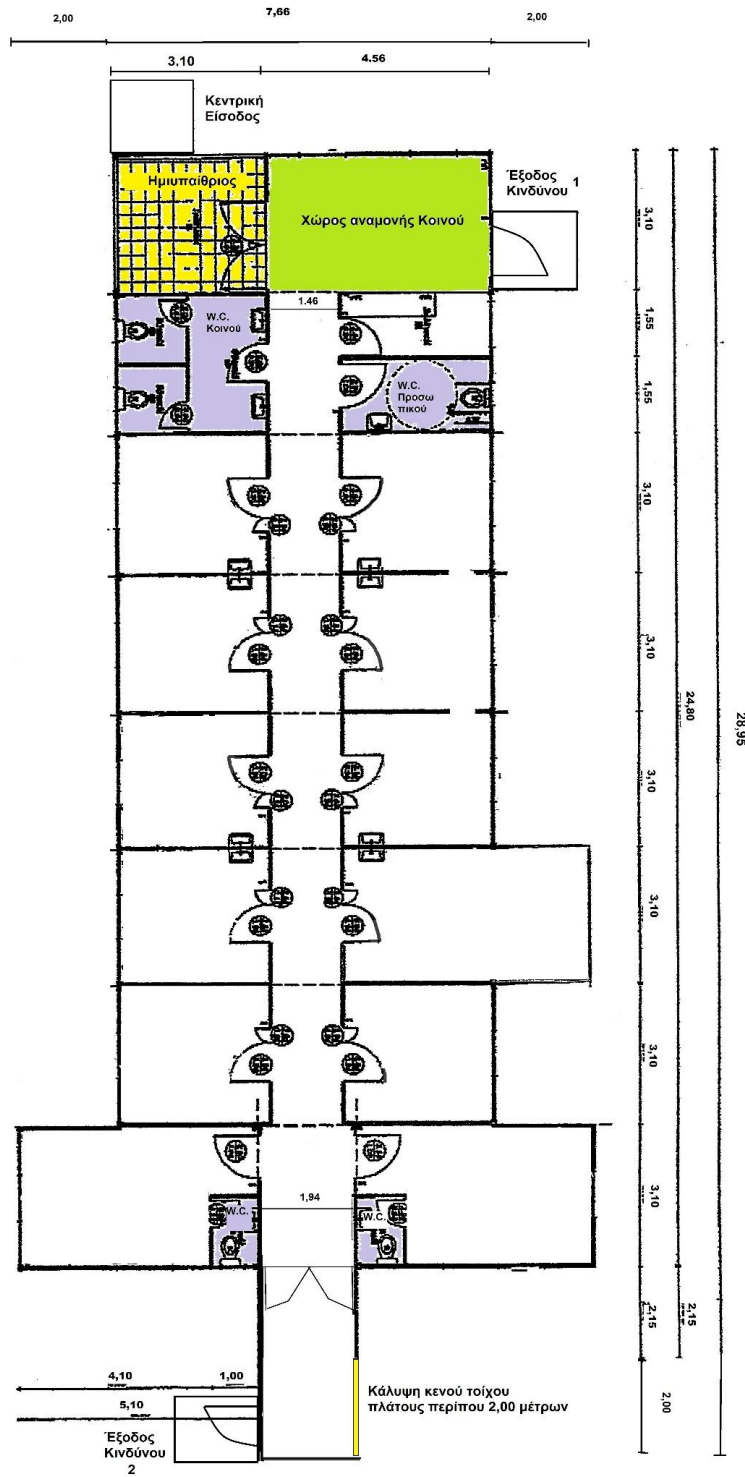 7,66
2,00
2,00
3,10
4.56
Κεντρική
Είσοδος
Ημιυπαίθριος
Χώρος αναμονής Κοινού
Έξοδος
Κινδύνου 1
3,10
1.46
W.C.
Κοινού
1,55
W.C.
Προσω
πικού
1,55
3,10
3,10
24,80
28,95
3,10
3,10
3,10
3,10
1,94
W.C.
W.C.
2,15
2,15
4,10
1,00
5,10
Κάλυψη κενού τοίχου
πλάτους περίπου 2,00 μέτρων
2,00
Έξοδος
Κινδύνου
2